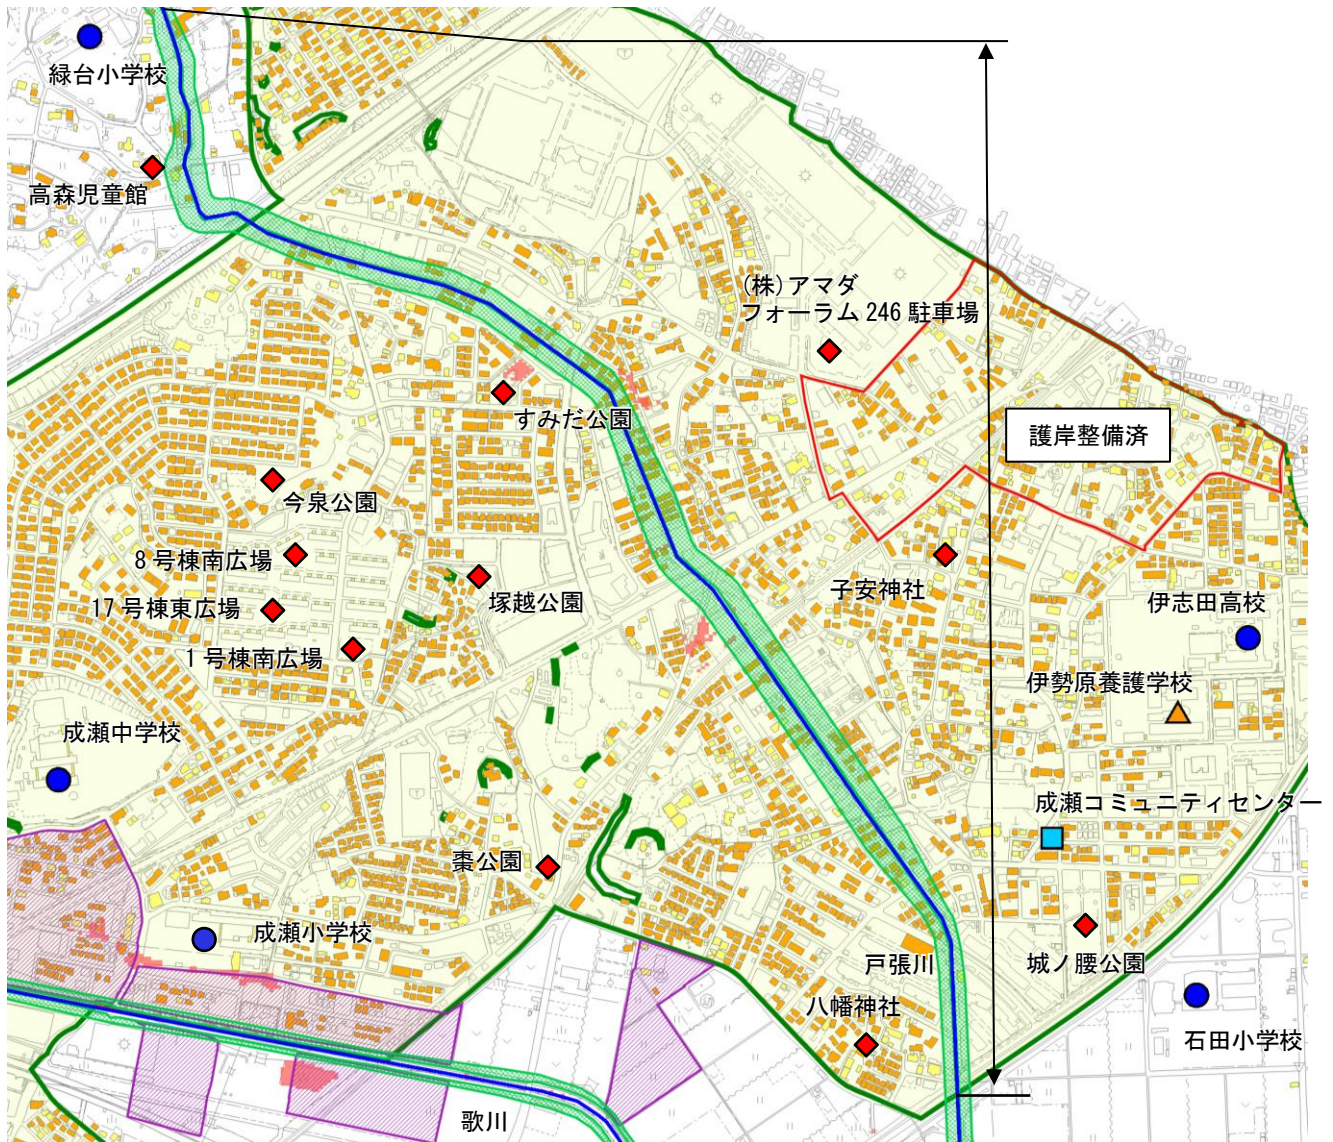 緑台小学校
高森児童館
(株)アマダ
フォーラム 246 駐車場
すみだ公園
護岸整備済
今泉公園
8 号棟南広場
子安神社
塚越公園
17 号棟東広場
伊志田高校
1 号棟南広場
伊勢原養護学校
成瀬中学校
成瀬コミュニティセンター
棗公園
成瀬小学校
戸張川
城ノ腰公園
八幡神社
石田小学校
歌川